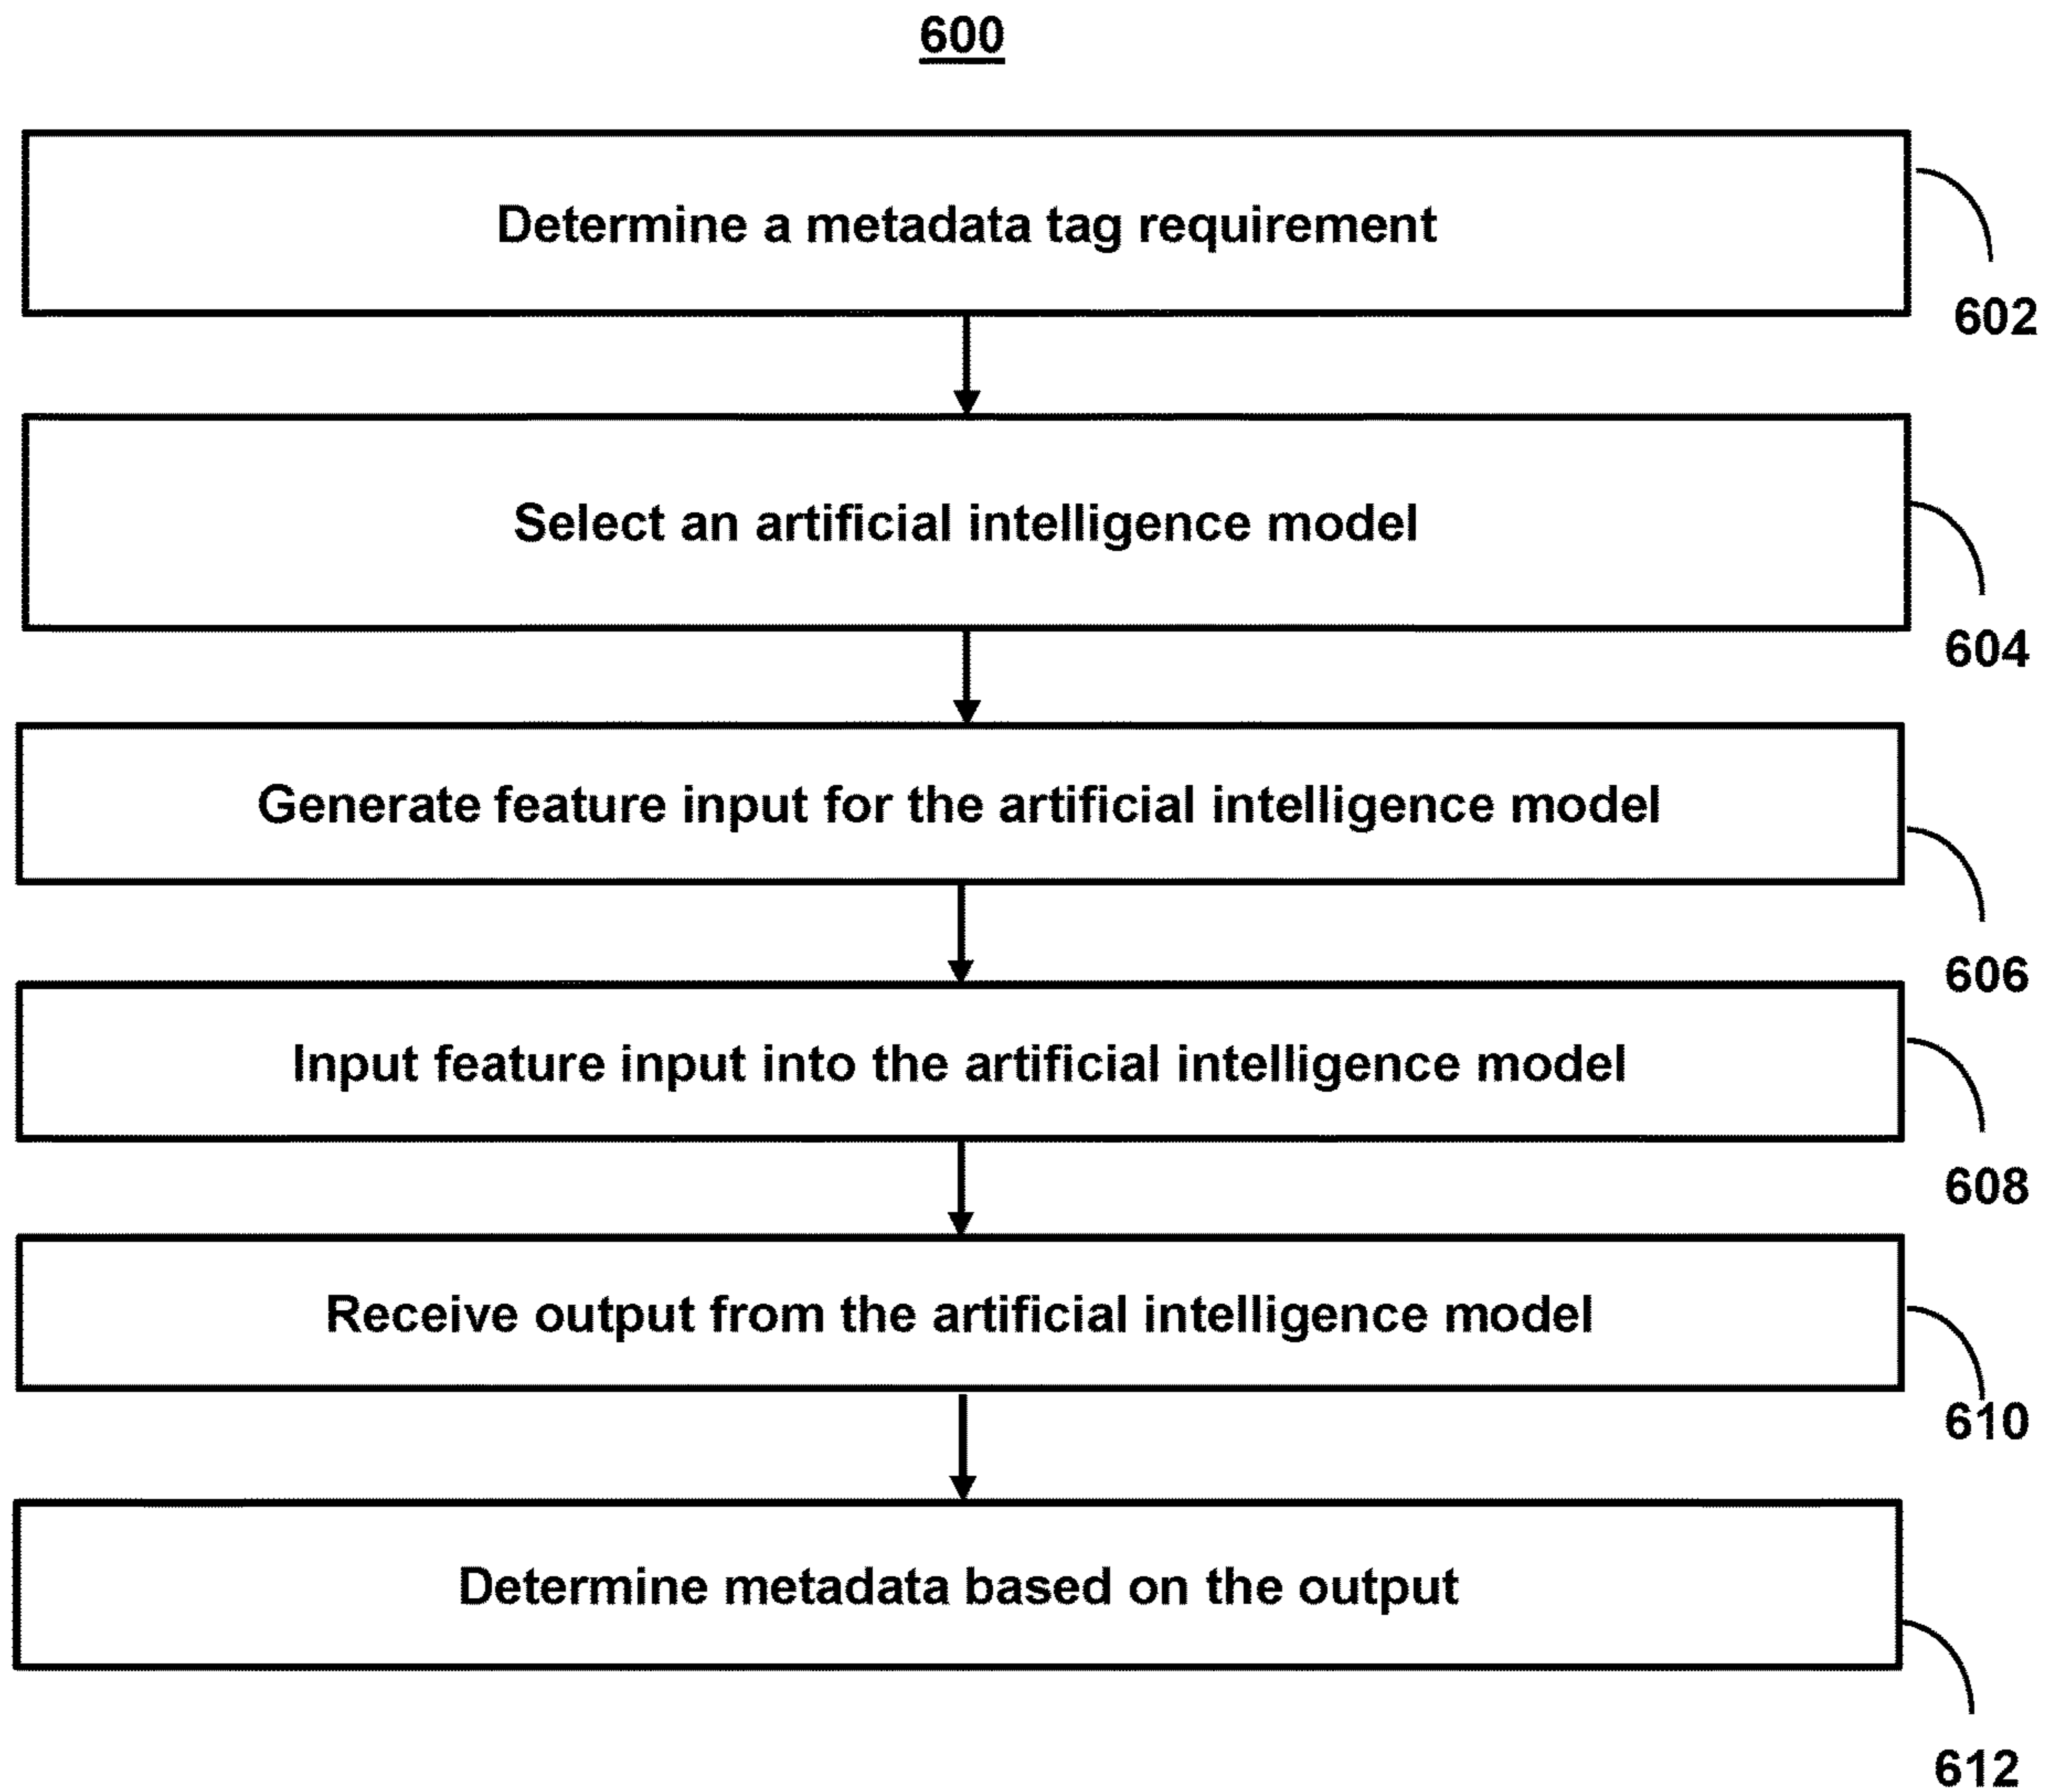 600
Determine a metadata tag requirement
602
Select an artificial intelligence model
604
Generate feature input for the artificial intelligence model
606
Input feature input into the artificial intelligence model
608
Receive output from the artificial intelligence model
610
Determine metadata based on the output
612